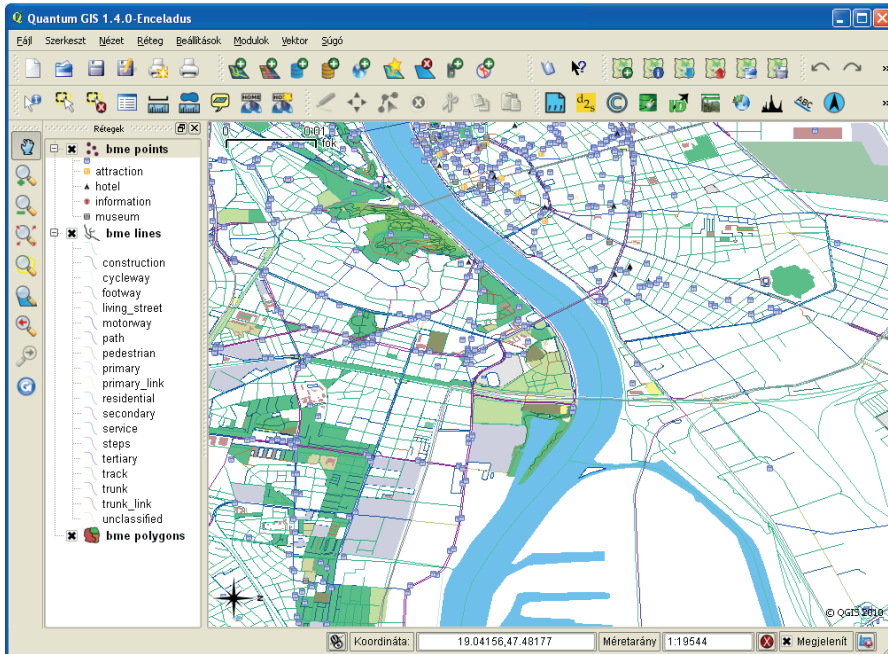 Quantum GIS 1.4.0-Enceladus
Fájl Szerkeszt Nézet Réteg Beállítások Modulok Vektor Súgó
Rétegek
bme points
attraction
hotel
information
museum
bme lines
construction
cycleway
footway
living_street
motorway
path
pedestrian
primary
primary_link
residential
secondary
service
steps
tertiary
track
trunk
trunk_link
unclassified
bme polygons
0 0.01
fok
© QGIS 2010
Koordináta: 19.04156,47.48177 Méretarány 1:19544 Megjelenít